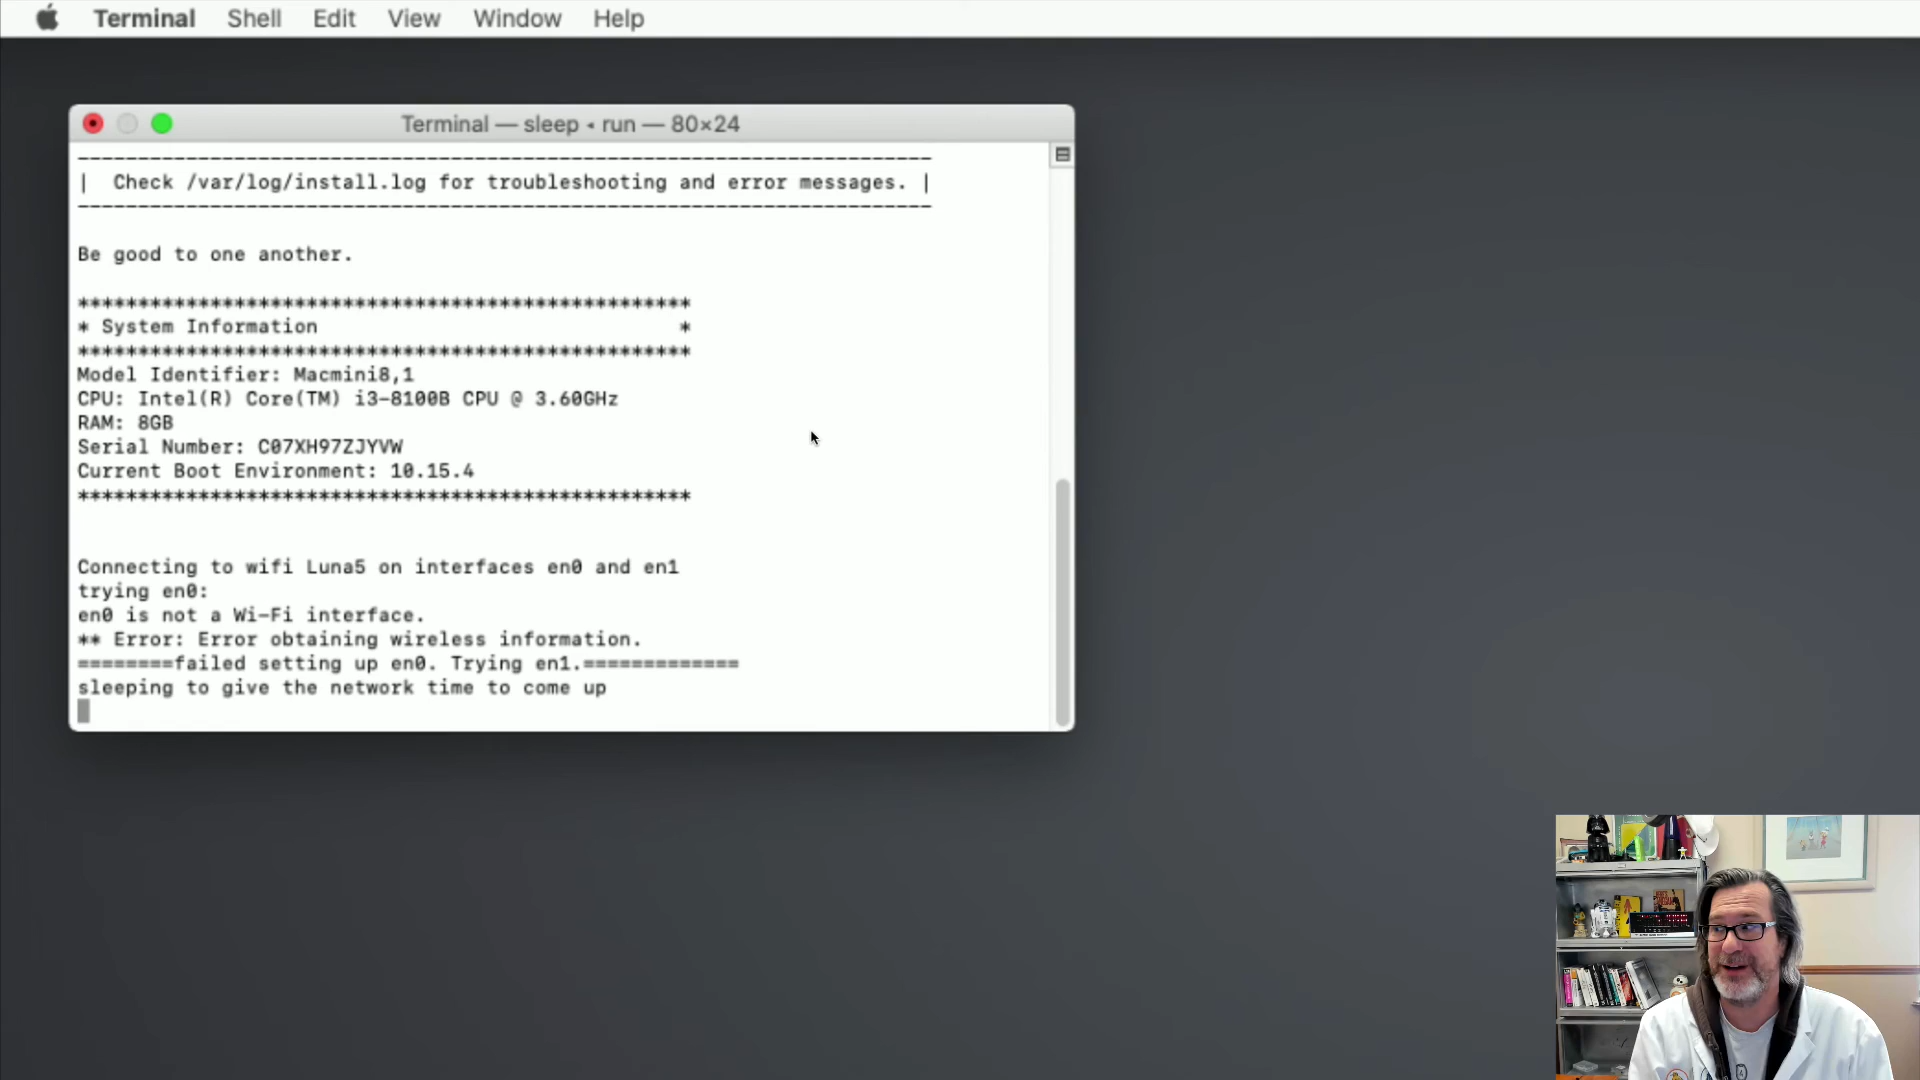 Terminal Shell Edit View Window Help
Terminal — sleep ◂ run — 80×24
-----------------------------------------------------------------------
|  Check /var/log/install.log for troubleshooting and error messages. |
-----------------------------------------------------------------------
Be good to one another.
***************************************************
* System Information                              *
***************************************************
Model Identifier: Macmini8,1
CPU: Intel(R) Core(TM) i3-8100B CPU @ 3.60GHz
RAM: 8GB
Serial Number: C07XH97ZJYVW
Current Boot Environment: 10.15.4
***************************************************
Connecting to wifi Luna5 on interfaces en0 and en1
trying en0:
en0 is not a Wi-Fi interface.
** Error: Error obtaining wireless information.
========failed setting up en0. Trying en1.=============
sleeping to give the network time to come up